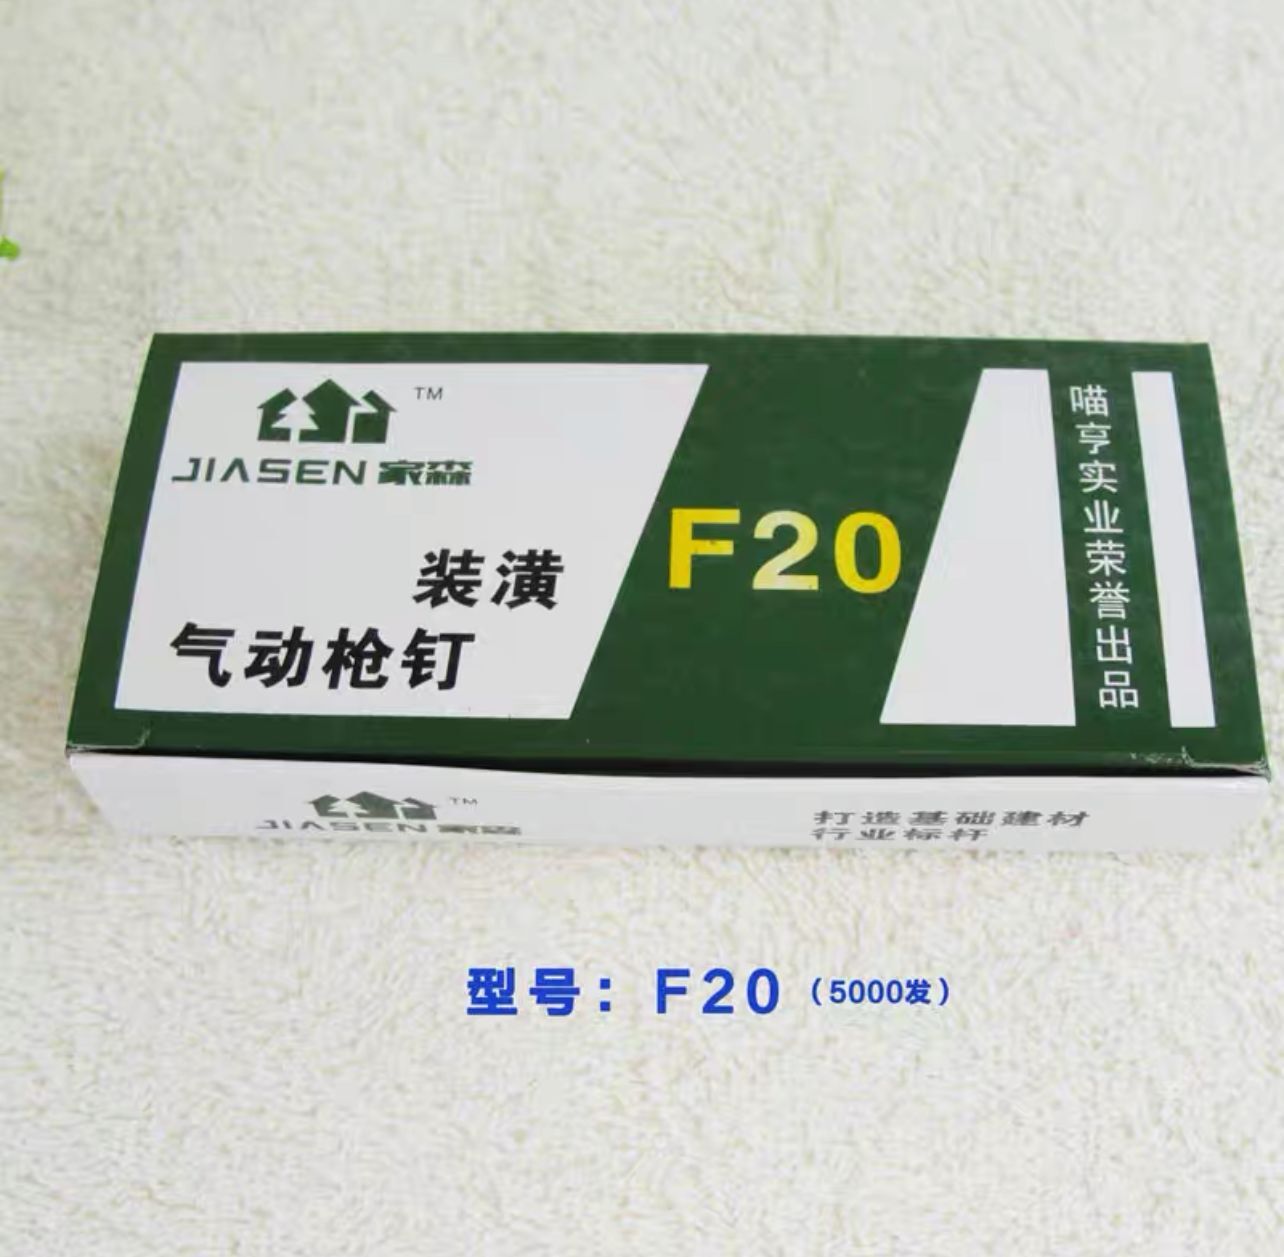 TM
JIASEN 家森
装潢
气动枪钉
F20
喵亨实业荣誉出品
TM
JIASEN 家森
打造基础建材
行业标杆
型号：F20（5000发）